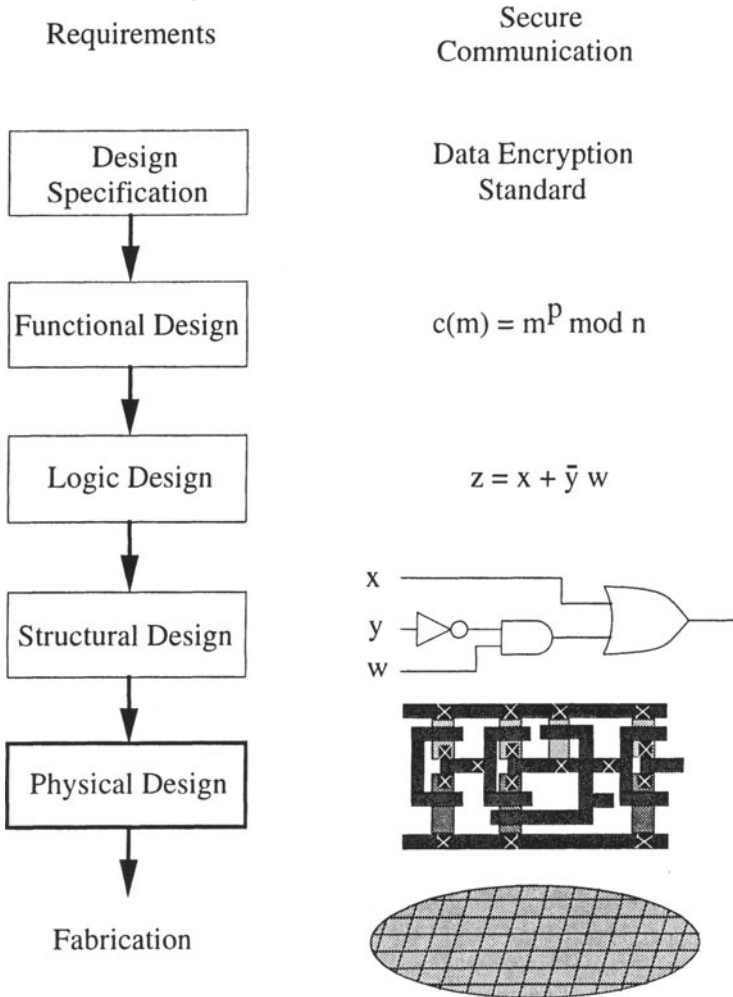 Requirements
Secure
Communication
Design
Specification
Data Encryption
Standard
Functional Design
c(m) = m^p mod n
Logic Design
z = x + ȳ w
Structural Design
x
y
w
Physical Design
Fabrication